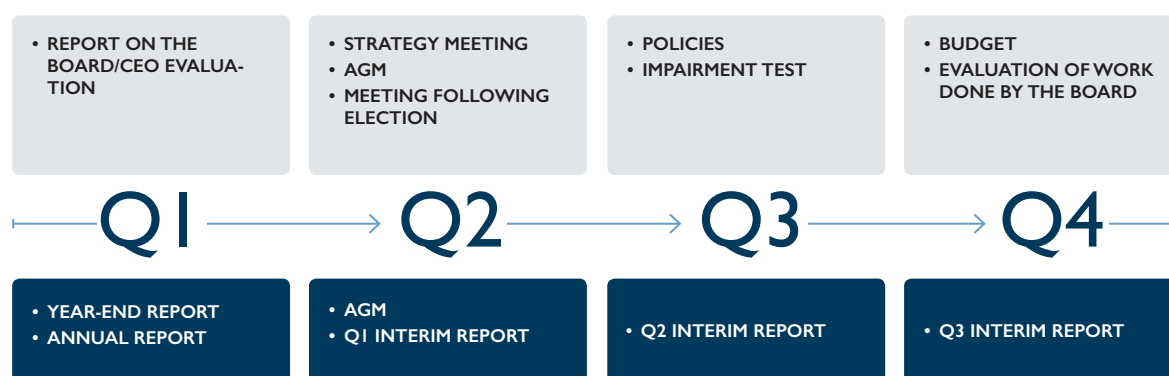 • REPORT ON THE
BOARD/CEO EVALUA-
TION
• STRATEGY MEETING
• AGM
• MEETING FOLLOWING
ELECTION
• POLICIES
• IMPAIRMENT TEST
• BUDGET
• EVALUATION OF WORK
DONE BY THE BOARD
Q1
Q2
Q3
Q4
• YEAR-END REPORT
• ANNUAL REPORT
• AGM
• Q1 INTERIM REPORT
• Q2 INTERIM REPORT
• Q3 INTERIM REPORT